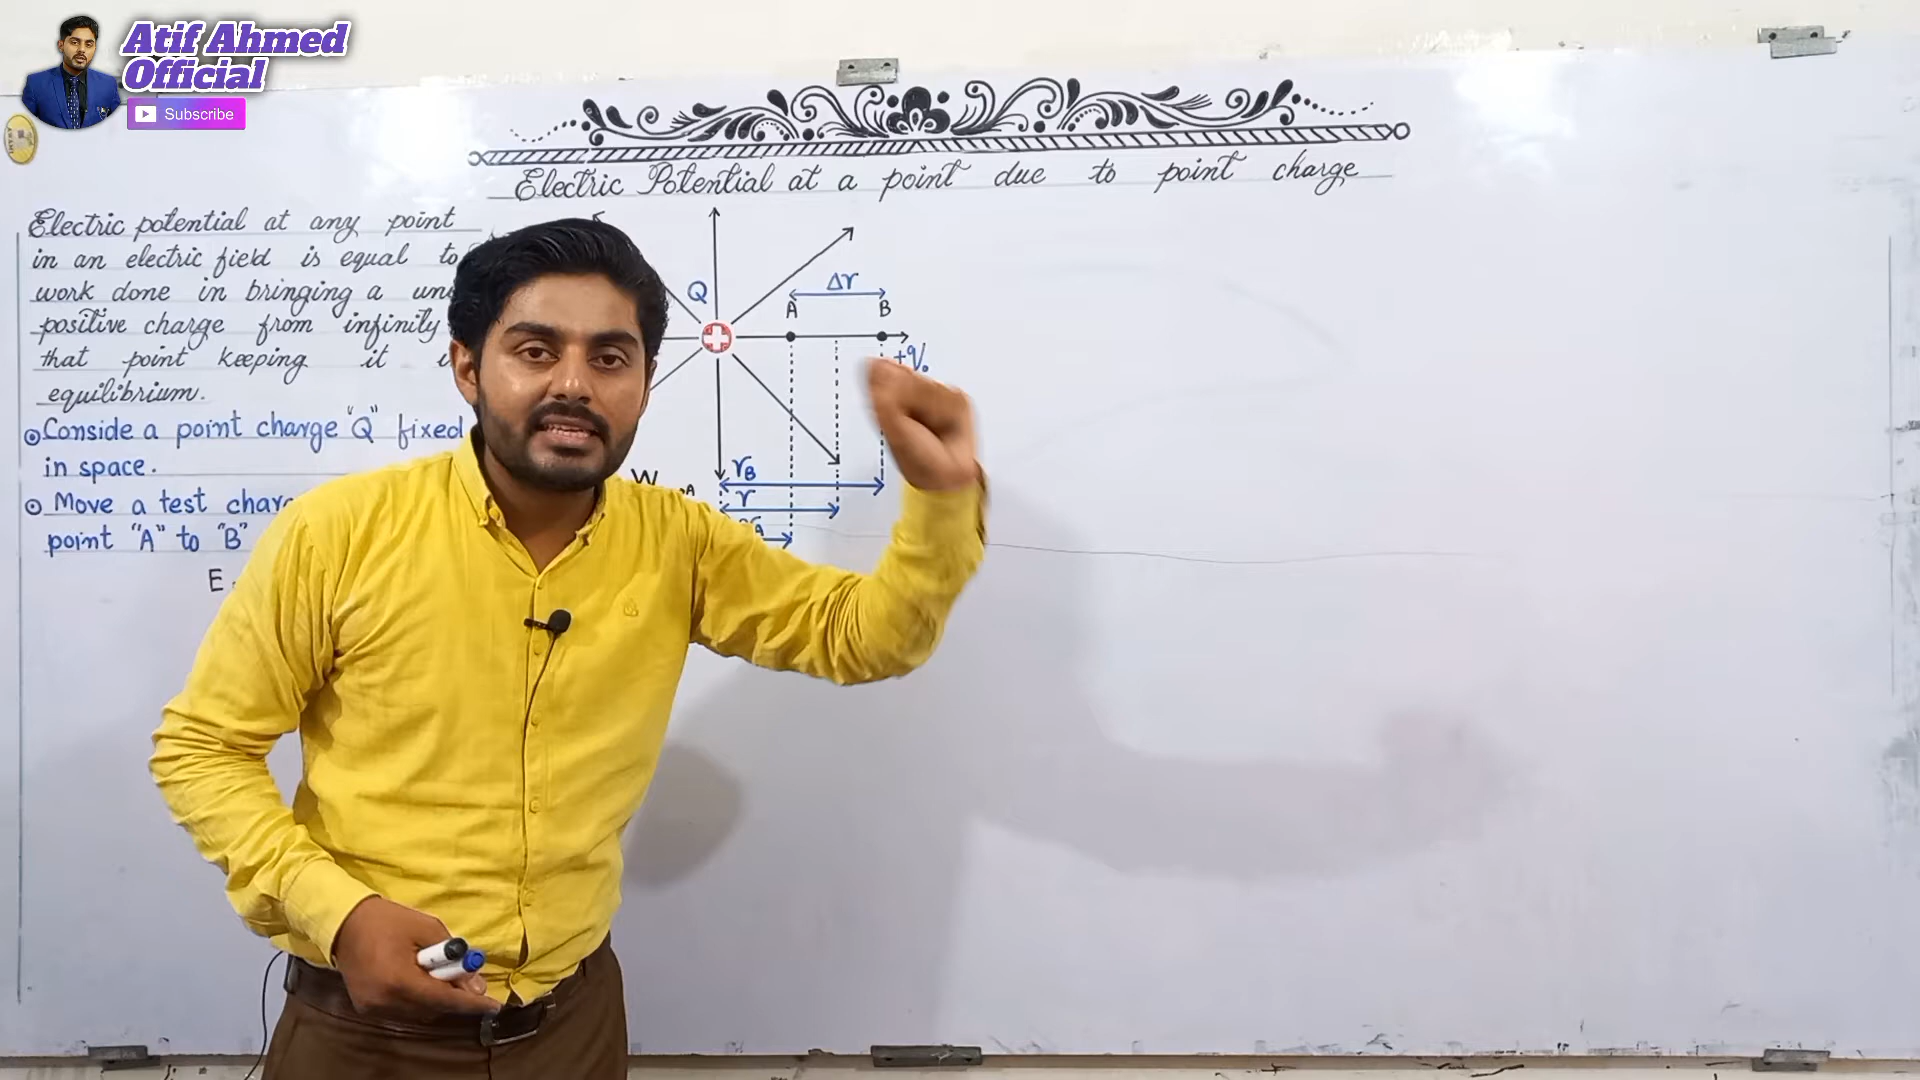 Atif Ahmed
Official
Subscribe
Electric Potential at a point due to point charge
Electric potential at any point
in an electric field is equal to
work done in bringing a
positive charge from infinity
that point keeping it
equilibrium.
Conside a point charge "Q" fixed
in space.
Move a test
point "A" to "B"
E
Q
Δr
A B
+q₀
W
r_B
r